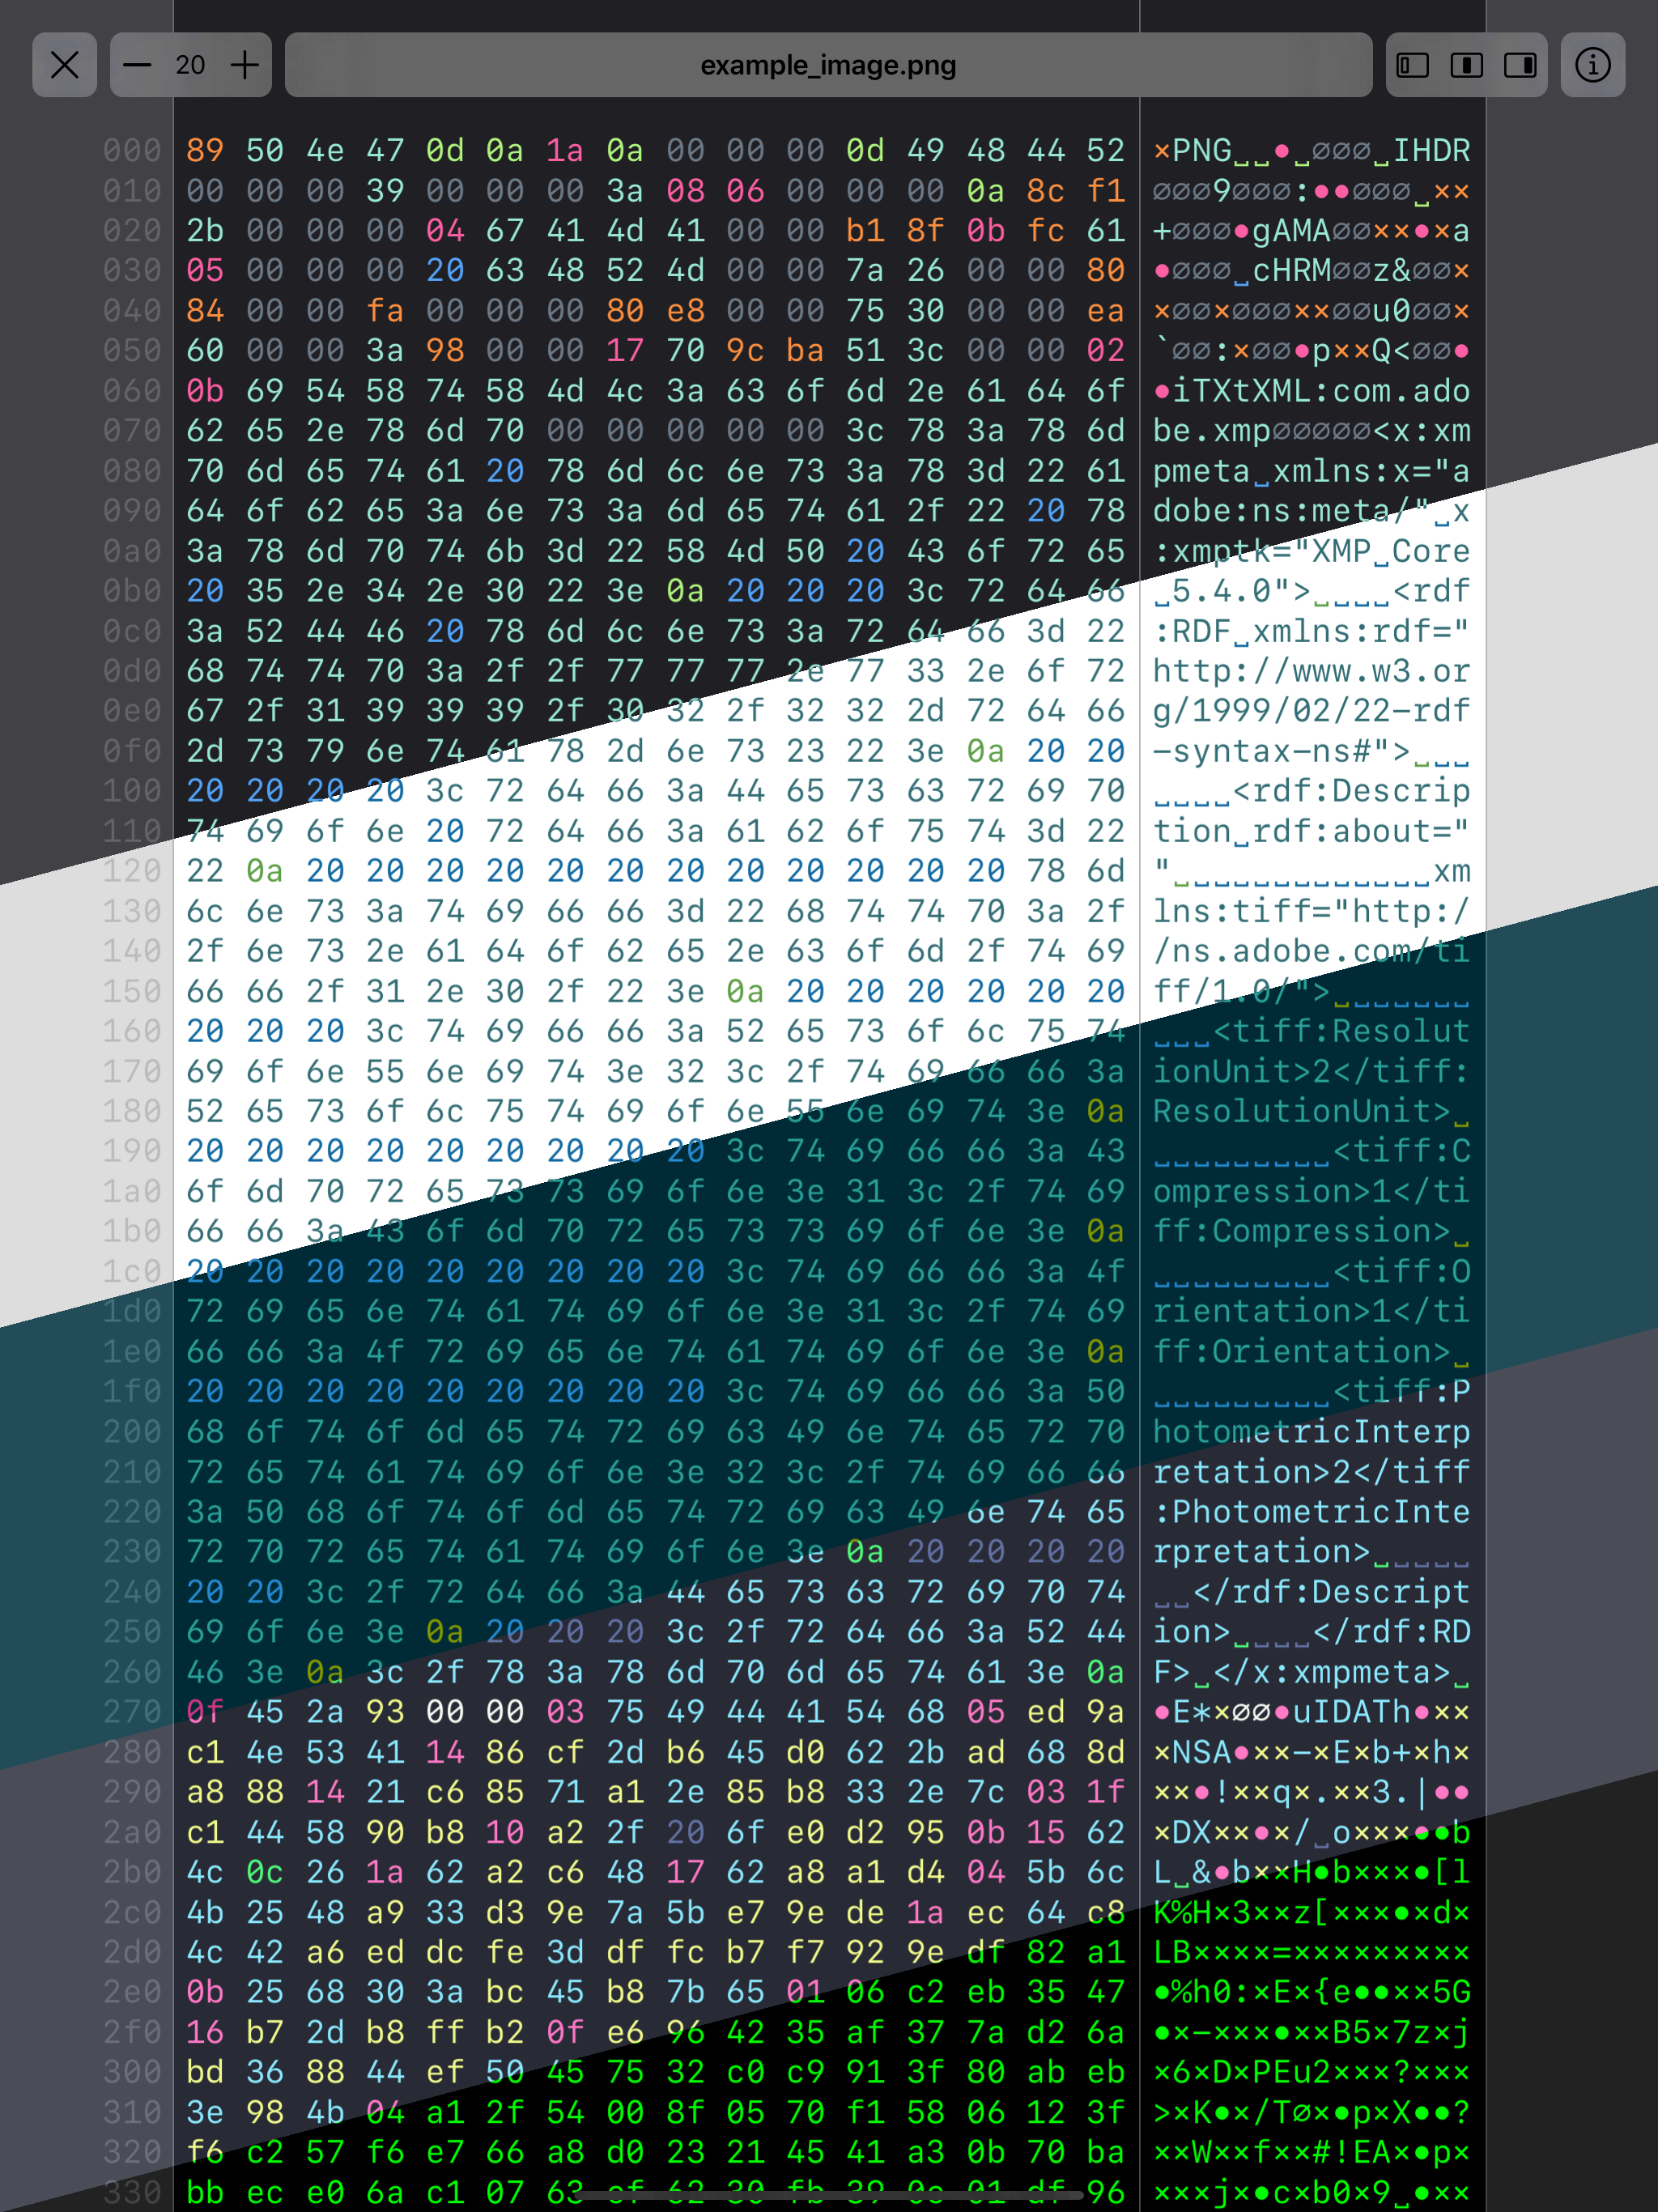 20
example_image.png
000 89 50 4e 47 0d 0a 1a 0a 00 00 00 0d 49 48 44 52 ×PNG␣␣●␣∅∅∅␣IHDR
010 00 00 00 39 00 00 00 3a 08 06 00 00 00 0a 8c f1 ∅∅∅9∅∅∅:●●∅∅∅␣××
020 2b 00 00 00 04 67 41 4d 41 00 00 b1 8f 0b fc 61 +∅∅∅●gAMA∅∅××●×a
030 05 00 00 00 20 63 48 52 4d 00 00 7a 26 00 00 80 ●∅∅∅␣cHRM∅∅z&∅∅×
040 84 00 00 fa 00 00 00 80 e8 00 00 75 30 00 00 ea ×∅∅×∅∅∅××∅∅u0∅∅×
050 60 00 00 3a 98 00 00 17 70 9c ba 51 3c 00 00 02 `∅∅:×∅∅●p××Q<∅∅●
060 0b 69 54 58 74 58 4d 4c 3a 63 6f 6d 2e 61 64 6f ●iTXtXML:com.ado
070 62 65 2e 78 6d 70 00 00 00 00 00 3c 78 3a 78 6d be.xmp∅∅∅∅∅<x:xm
080 70 6d 65 74 61 20 78 6d 6c 6e 73 3a 78 3d 22 61 pmeta␣xmlns:x="a
090 64 6f 62 65 3a 6e 73 3a 6d 65 74 61 2f 22 20 78 dobe:ns:meta/"␣x
0a0 3a 78 6d 70 74 6b 3d 22 58 4d 50 20 43 6f 72 65 :xmptk="XMP␣Core
0b0 20 35 2e 34 2e 30 22 3e 0a 20 20 20 3c 72 64 66 ␣5.4.0">␣␣␣␣<rdf
0c0 3a 52 44 46 20 78 6d 6c 6e 73 3a 72 64 66 3d 22 :RDF␣xmlns:rdf="
0d0 68 74 74 70 3a 2f 2f 77 77 77 2e 77 33 2e 6f 72 http://www.w3.or
0e0 67 2f 31 39 39 39 2f 30 32 2f 32 32 2d 72 64 66 g/1999/02/22-rdf
0f0 2d 73 79 6e 74 61 78 2d 6e 73 23 22 3e 0a 20 20 -syntax-ns#">␣␣␣
100 20 20 20 20 3c 72 64 66 3a 44 65 73 63 72 69 70 ␣␣␣␣<rdf:Descrip
110 74 69 6f 6e 20 72 64 66 3a 61 62 6f 75 74 3d 22 tion␣rdf:about="
120 22 0a 20 20 20 20 20 20 20 20 20 20 20 20 78 6d "␣␣␣␣␣␣␣␣␣␣␣␣␣xm
130 6c 6e 73 3a 74 69 66 66 3d 22 68 74 74 70 3a 2f lns:tiff="http:/
140 2f 6e 73 2e 61 64 6f 62 65 2e 63 6f 6d 2f 74 69 /ns.adobe.com/ti
150 66 66 2f 31 2e 30 2f 22 3e 0a 20 20 20 20 20 20 ff/1.0/">␣␣␣␣␣␣␣
160 20 20 20 3c 74 69 66 66 3a 52 65 73 6f 6c 75 74 ␣␣␣<tiff:Resolut
170 69 6f 6e 55 6e 69 74 3e 32 3c 2f 74 69 66 66 3a ionUnit>2</tiff:
180 52 65 73 6f 6c 75 74 69 6f 6e 55 6e 69 74 3e 0a ResolutionUnit>␣
190 20 20 20 20 20 20 20 20 20 3c 74 69 66 66 3a 43 ␣␣␣␣␣␣␣␣␣<tiff:C
1a0 6f 6d 70 72 65 73 73 69 6f 6e 3e 31 3c 2f 74 69 ompression>1</ti
1b0 66 66 3a 43 6f 6d 70 72 65 73 73 69 6f 6e 3e 0a ff:Compression>␣
1c0 20 20 20 20 20 20 20 20 20 3c 74 69 66 66 3a 4f ␣␣␣␣␣␣␣␣␣<tiff:O
1d0 72 69 65 6e 74 61 74 69 6f 6e 3e 31 3c 2f 74 69 rientation>1</ti
1e0 66 66 3a 4f 72 69 65 6e 74 61 74 69 6f 6e 3e 0a ff:Orientation>␣
1f0 20 20 20 20 20 20 20 20 20 3c 74 69 66 66 3a 50 ␣␣␣␣␣␣␣␣␣<tiff:P
200 68 6f 74 6f 6d 65 74 72 69 63 49 6e 74 65 72 70 hotometricInterp
210 72 65 74 61 74 69 6f 6e 3e 32 3c 2f 74 69 66 66 retation>2</tiff
220 3a 50 68 6f 74 6f 6d 65 74 72 69 63 49 6e 74 65 :PhotometricInte
230 72 70 72 65 74 61 74 69 6f 6e 3e 0a 20 20 20 20 rpretation>␣␣␣␣␣
240 20 20 3c 2f 72 64 66 3a 44 65 73 63 72 69 70 74 ␣␣</rdf:Descript
250 69 6f 6e 3e 0a 20 20 20 3c 2f 72 64 66 3a 52 44 ion>␣␣␣␣</rdf:RD
260 46 3e 0a 3c 2f 78 3a 78 6d 70 6d 65 74 61 3e 0a F>␣</x:xmpmeta>␣
270 0f 45 2a 93 00 00 03 75 49 44 41 54 68 05 ed 9a ●E*×∅∅●uIDATh●××
280 c1 4e 53 41 14 86 cf 2d b6 45 d0 62 2b ad 68 8d ×NSA●××-×E×b+×h×
290 a8 88 14 21 c6 85 71 a1 2e 85 b8 33 2e 7c 03 1f ××●!××q×.××3.|●●
2a0 c1 44 58 90 b8 10 a2 2f 20 6f e0 d2 95 0b 15 62 ×DX××●×/␣o×××●●b
2b0 4c 0c 26 1a 62 a2 c6 48 17 62 a8 a1 d4 04 5b 6c L␣&●b××H●b×××●[l
2c0 4b 25 48 a9 33 d3 9e 7a 5b e7 9e de 1a ec 64 c8 K%H×3××z[×××●×d×
2d0 4c 42 a6 ed dc fe 3d df fc b7 f7 92 9e df 82 a1 LB××××=×××××××××
2e0 0b 25 68 30 3a bc 45 b8 7b 65 01 06 c2 eb 35 47 ●%h0:×E×{e●●××5G
2f0 16 b7 2d b8 ff b2 0f e6 96 42 35 af 37 7a d2 6a ●×-×××●××B5×7z×j
300 bd 36 88 44 ef 50 45 75 32 c0 c9 91 3f 80 ab eb ×6×D×PEu2×××?×××
310 3e 98 4b 04 a1 2f 54 00 8f 05 70 f1 58 06 12 3f >×K●×/T∅×●p×X●●?
320 f6 c2 57 f6 e7 66 a8 d0 23 21 45 41 a3 0b 70 ba ××W××f××#!EA×●p×
330 bb ec e0 6a c1 07 63 ef 62 30 fb 39 0c 01 df 96 ×××j×●c×b0×9␣●××